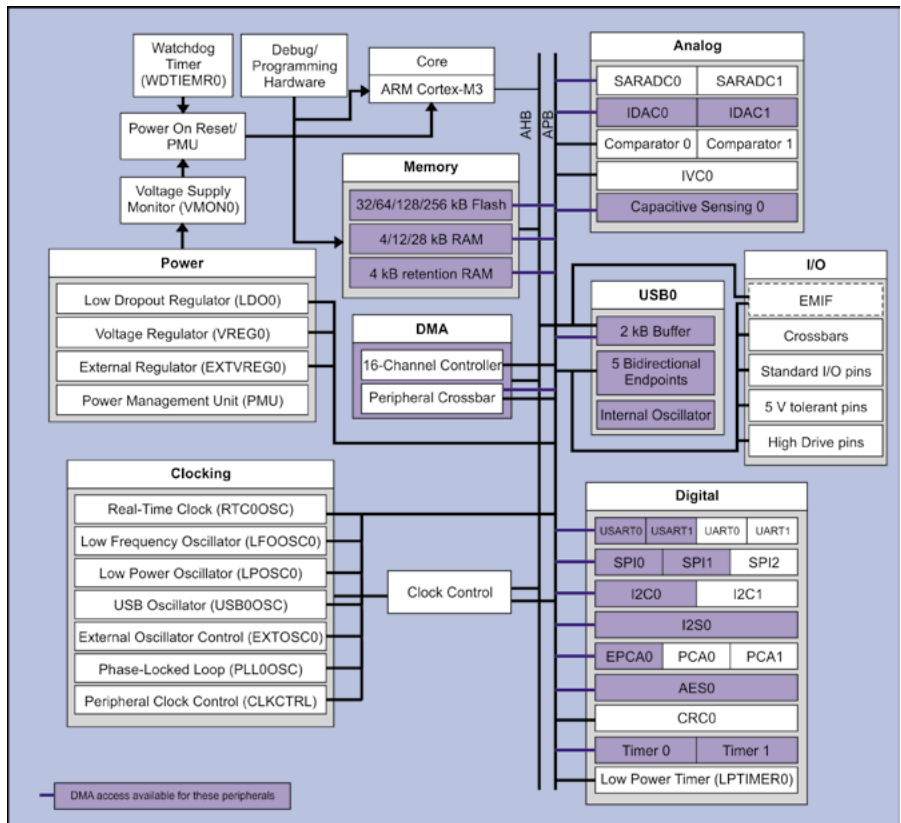 Watchdog
Timer
(WDTIEMR0)
Debug/
Programming
Hardware
Core
ARM Cortex-M3
Power On Reset/
PMU
Voltage Supply
Monitor (VMON0)
AHB
APB
Analog
SARADC0 SARADC1
IDAC0 IDAC1
Comparator 0 Comparator 1
IVC0
Capacitive Sensing 0
Memory
32/64/128/256 kB Flash
4/12/28 kB RAM
4 kB retention RAM
Power
Low Dropout Regulator (LDO0)
Voltage Regulator (VREG0)
External Regulator (EXTVREG0)
Power Management Unit (PMU)
DMA
16-Channel Controller
Peripheral Crossbar
USB0
2 kB Buffer
5 Bidirectional
Endpoints
Internal Oscillator
I/O
EMIF
Crossbars
Standard I/O pins
5 V tolerant pins
High Drive pins
Clocking
Real-Time Clock (RTC0OSC)
Low Frequency Oscillator (LFOOSC0)
Low Power Oscillator (LPOSC0)
USB Oscillator (USB0OSC)
External Oscillator Control (EXTOSC0)
Phase-Locked Loop (PLL0OSC)
Peripheral Clock Control (CLKCTRL)
Clock Control
Digital
USART0 USART1 UART0 UART1
SPI0 SPI1 SPI2
I2C0 I2C1
I2S0
EPCA0 PCA0 PCA1
AES0
CRC0
Timer 0 Timer 1
Low Power Timer (LPTIMER0)
DMA access available for these peripherals